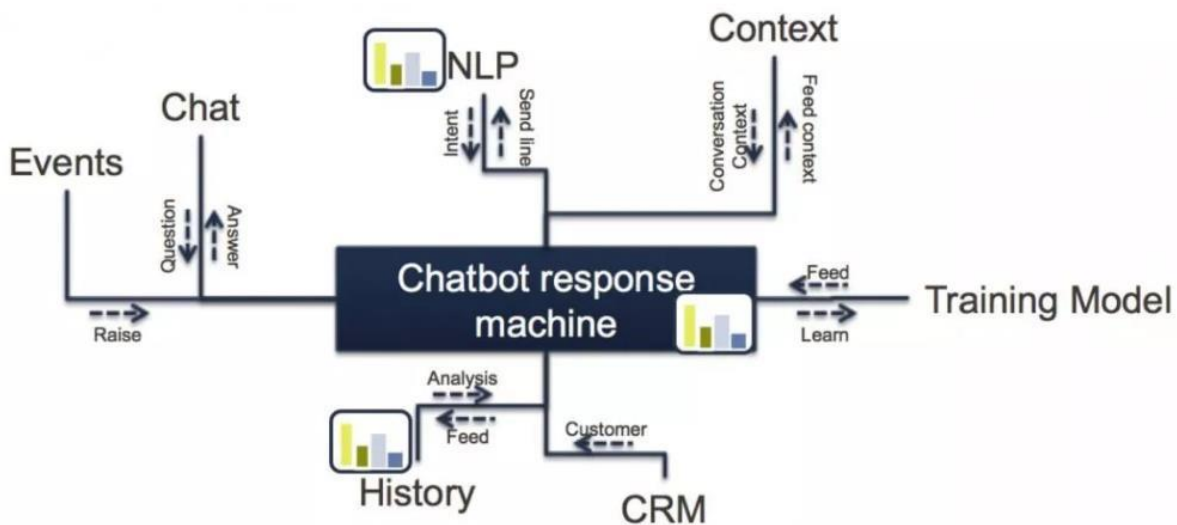 Context
NLP
Chat
Events
Intent
Send line
Conversation
Context
Feed context
Question
Answer
Raise
Chatbot response
machine
Feed
Learn
Training Model
Analysis
Feed
Customer
History
CRM